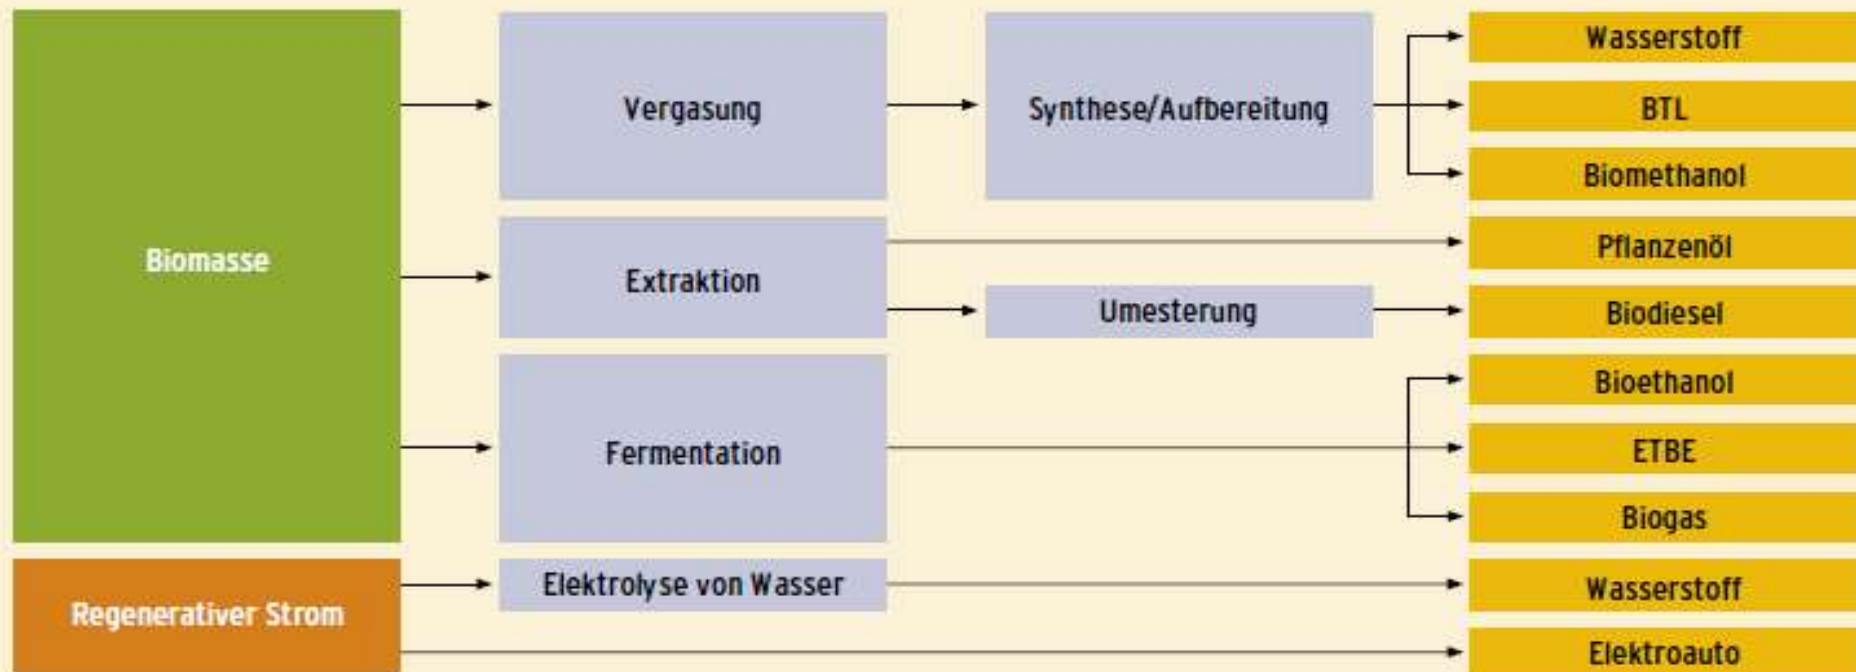 Biomasse
Vergasung
Synthese/Aufbereitung
Wasserstoff
BTL
Biomethanol
Extraktion
Pflanzenöl
Umesterung
Biodiesel
Fermentation
Bioethanol
ETBE
Biogas
Regenerativer Strom
Elektrolyse von Wasser
Wasserstoff
Elektroauto